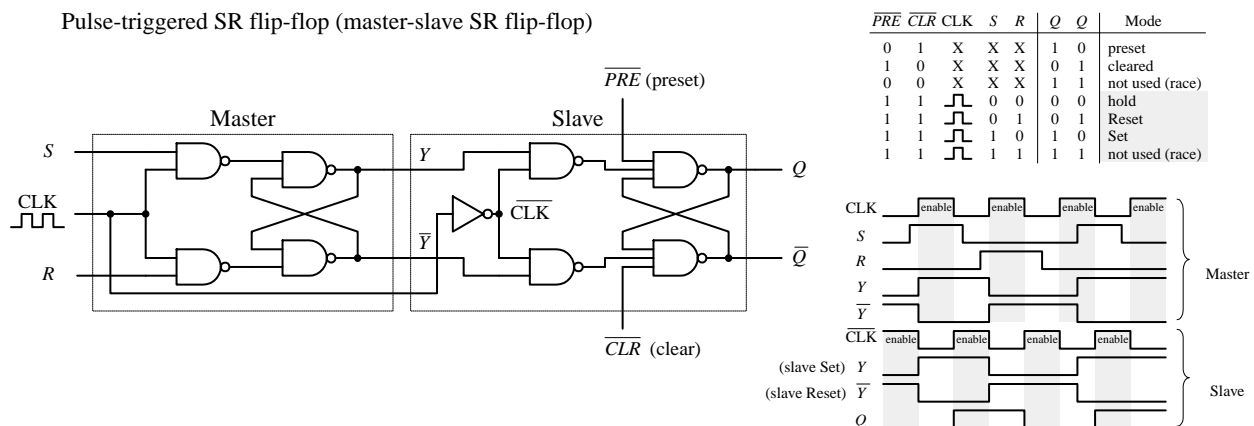 Pulse-triggered SR flip-flop (master-slave SR flip-flop)
Master
Slave
PRE (preset)
S
CLK
R
Y
CLK
Y
Q
Q
CLR (clear)
PRE CLR CLK S R Q Q Mode
0 1 X X X 1 0 preset
1 0 X X X 0 1 cleared
0 0 X X X 1 1 not used (race)
1 1 0 0 0 0 hold
1 1 0 1 0 1 Reset
1 1 1 0 1 0 Set
1 1 1 1 1 1 not used (race)
CLK enable enable enable enable
S
R
Y
Y
Master
CLK enable enable enable enable
(slave Set) Y
(slave Reset) Y
Q
Slave